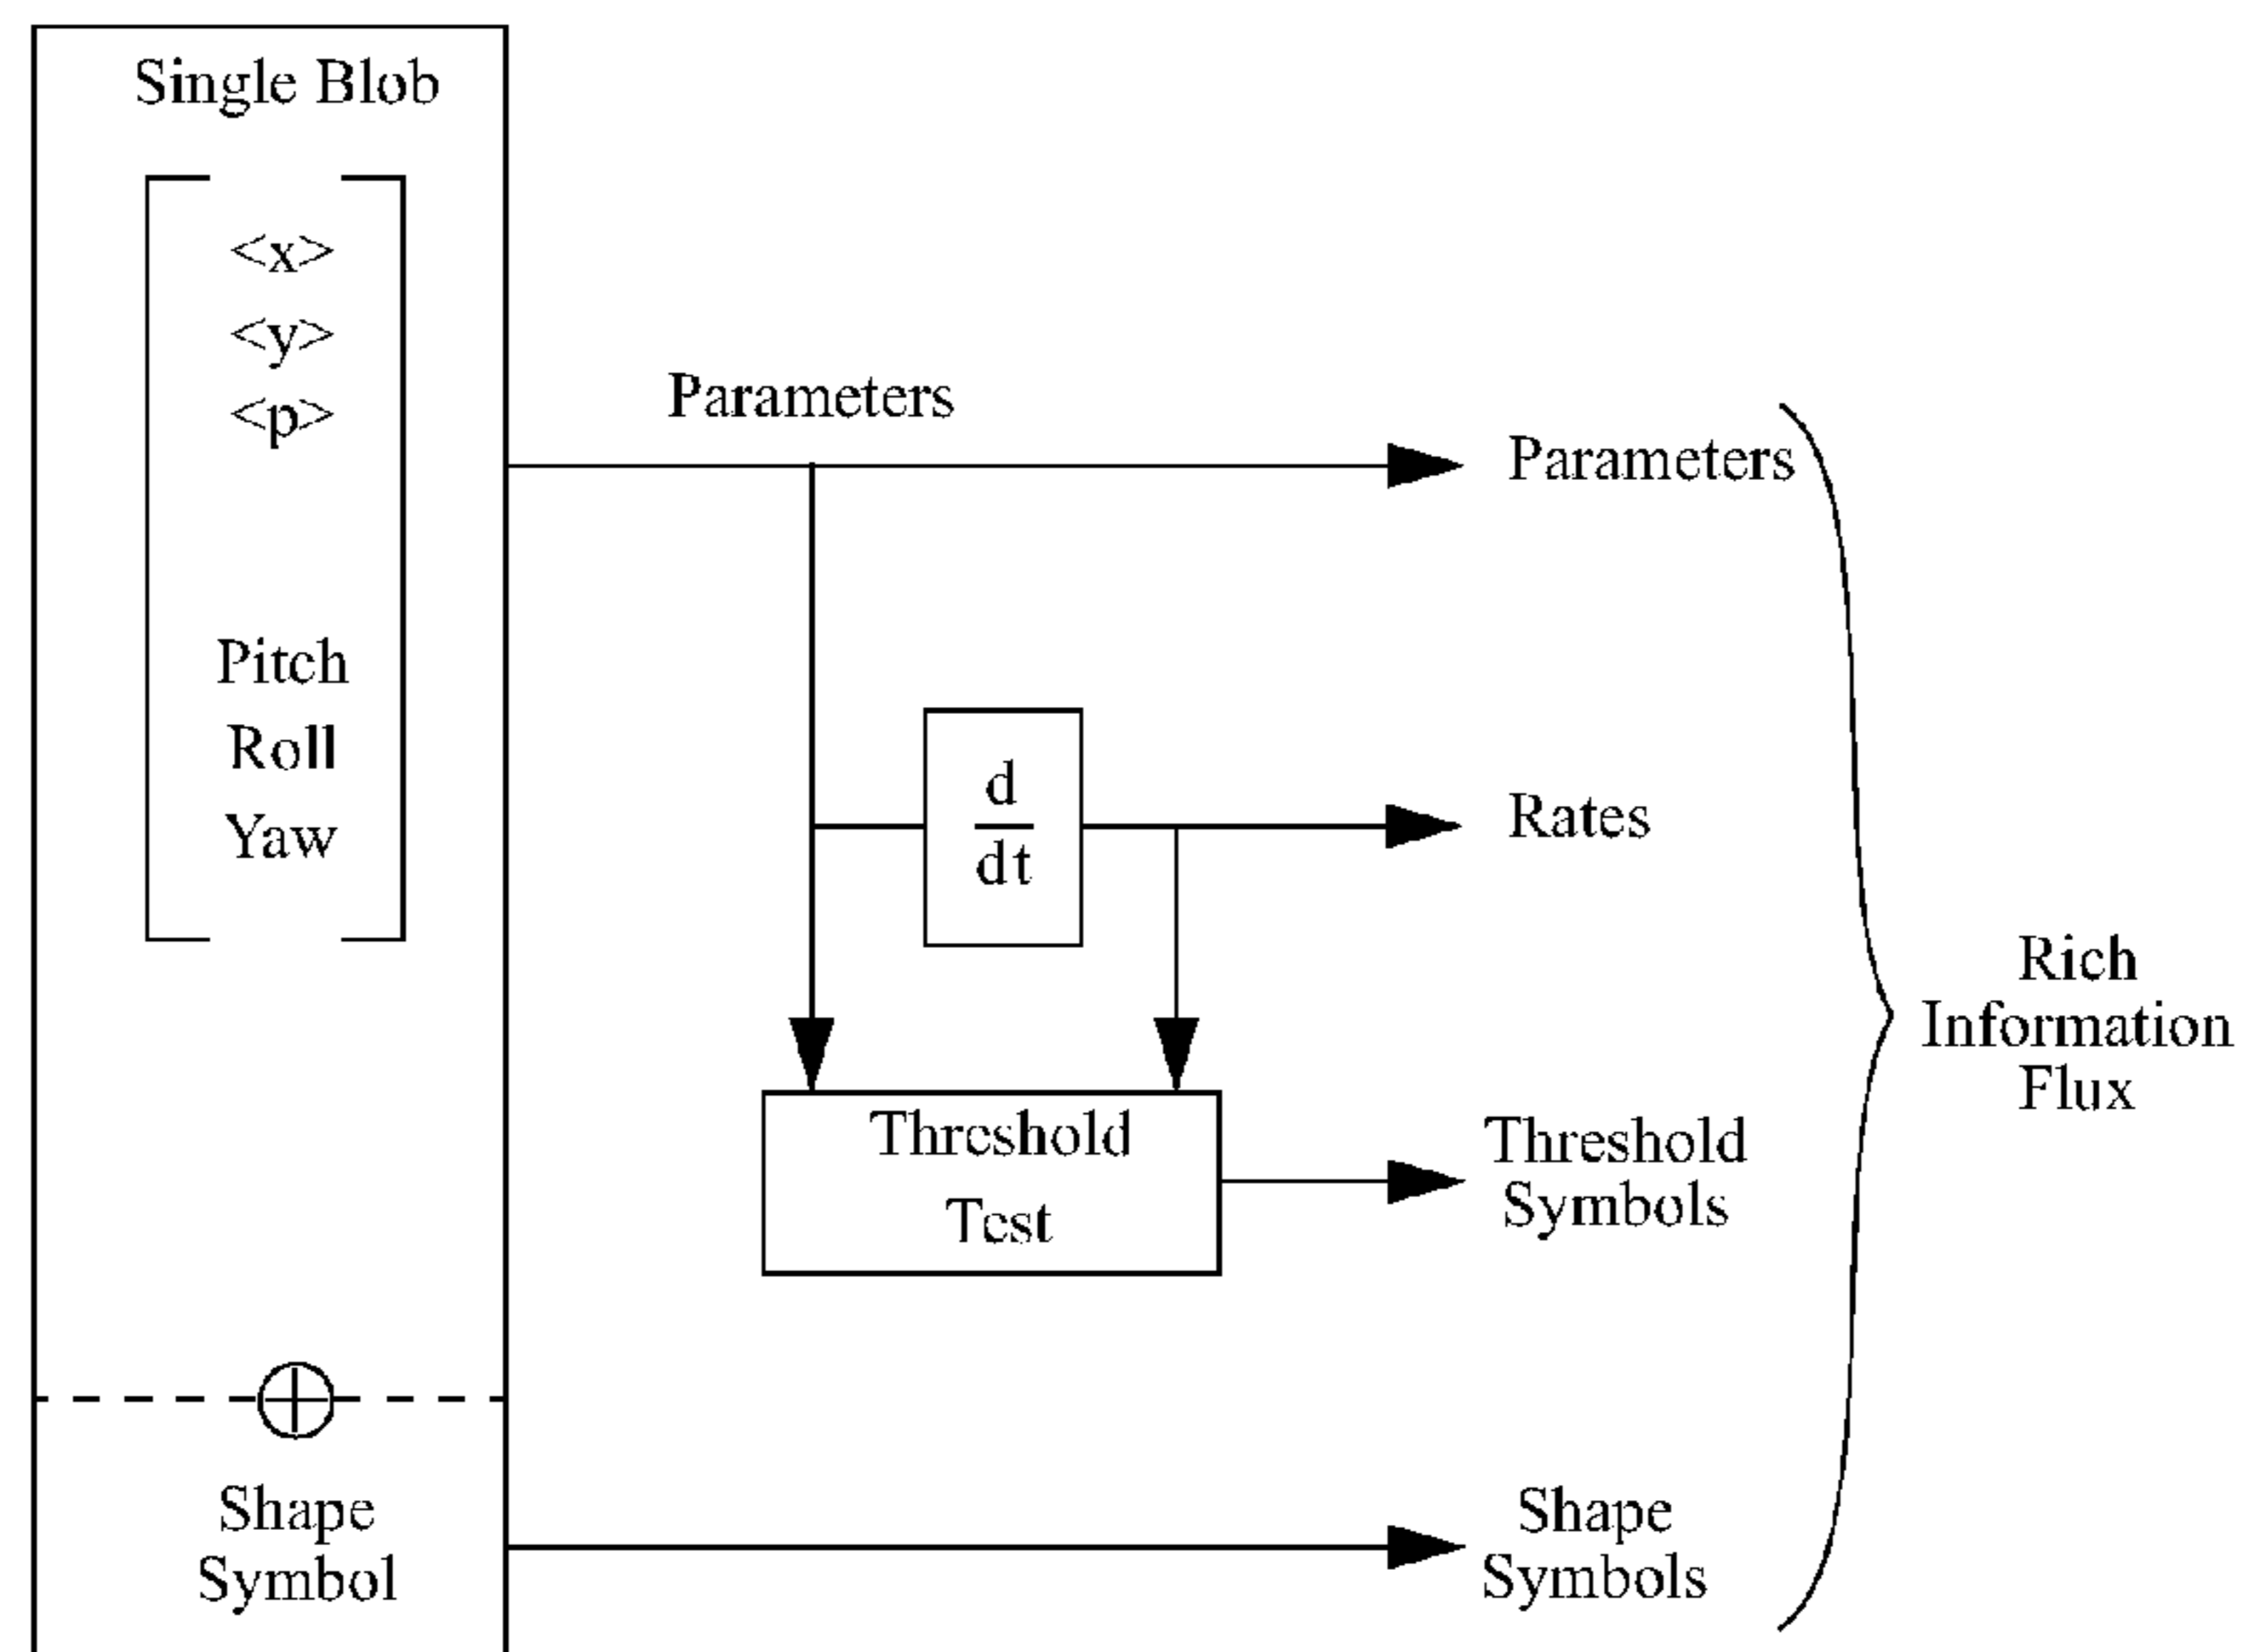 Single Blob
<x>
<y>
<p>
Pitch
Roll
Yaw
Shape
Symbol
Parameters
d
dt
Threshold
Test
Parameters
Rates
Threshold
Symbols
Shape
Symbols
Rich
Information
Flux